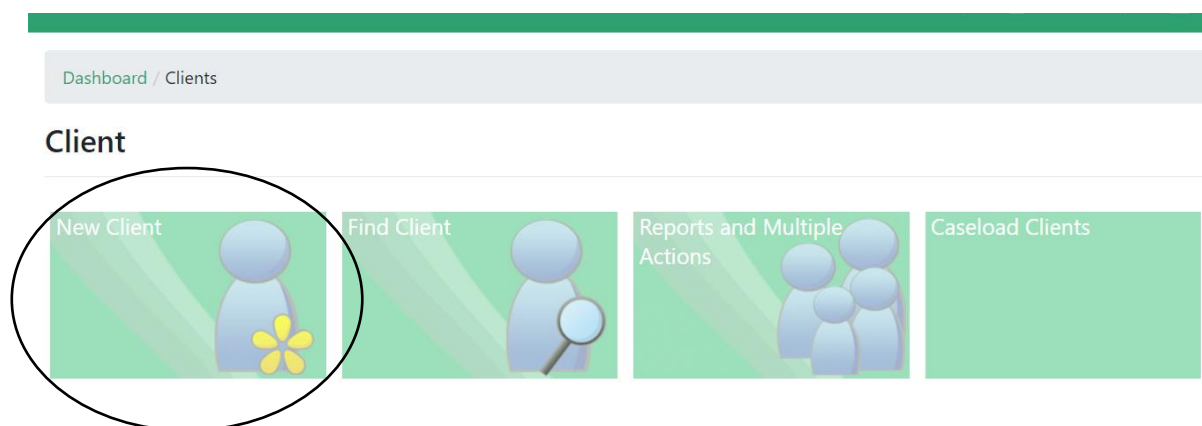 Dashboard / Clients
Client
New Client
Find Client
Reports and Multiple
Actions
Caseload Clients